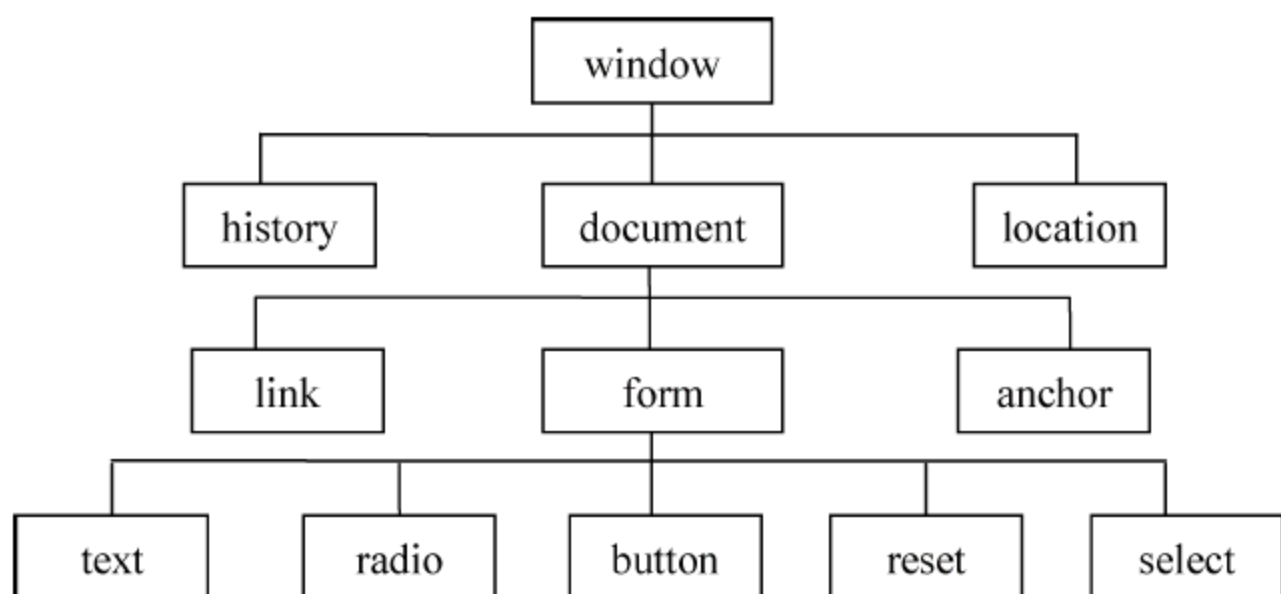 window
history document location
link form anchor
text radio button reset select